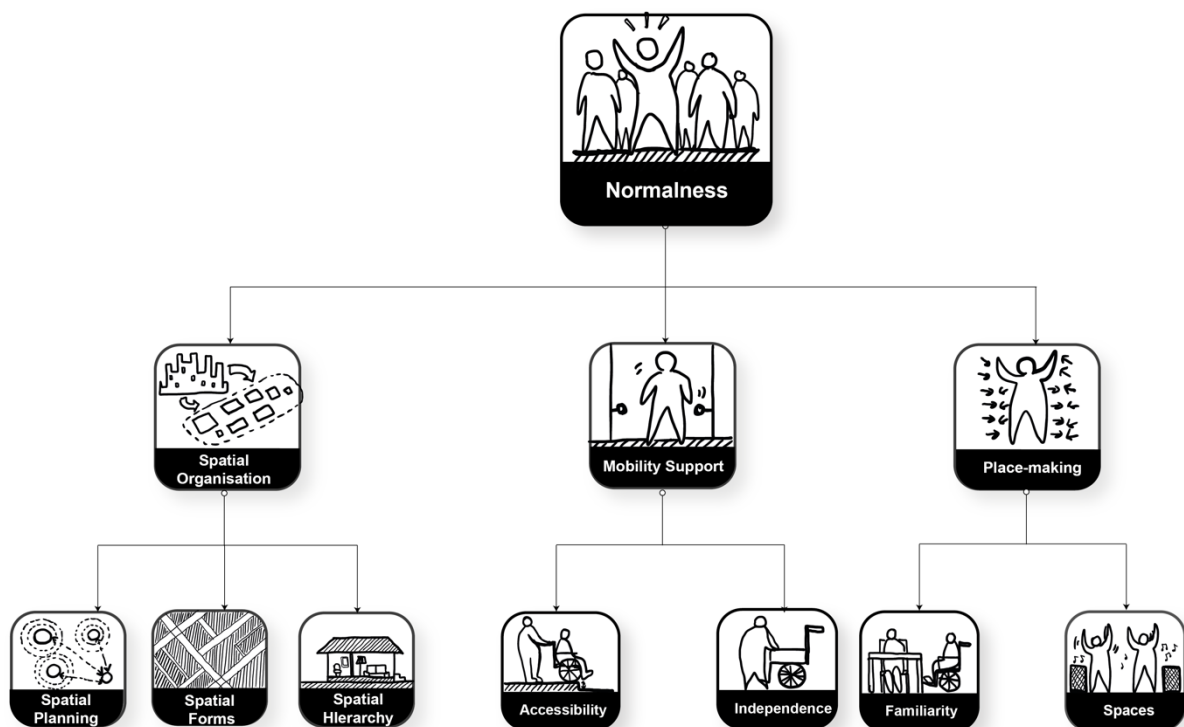 Normalness
Spatial
Organisation
Mobility Support
Place-making
Spatial
Planning
Spatial
Forms
Spatial
HIerarchy
Accessibility
Independence
Familiarity
Spaces